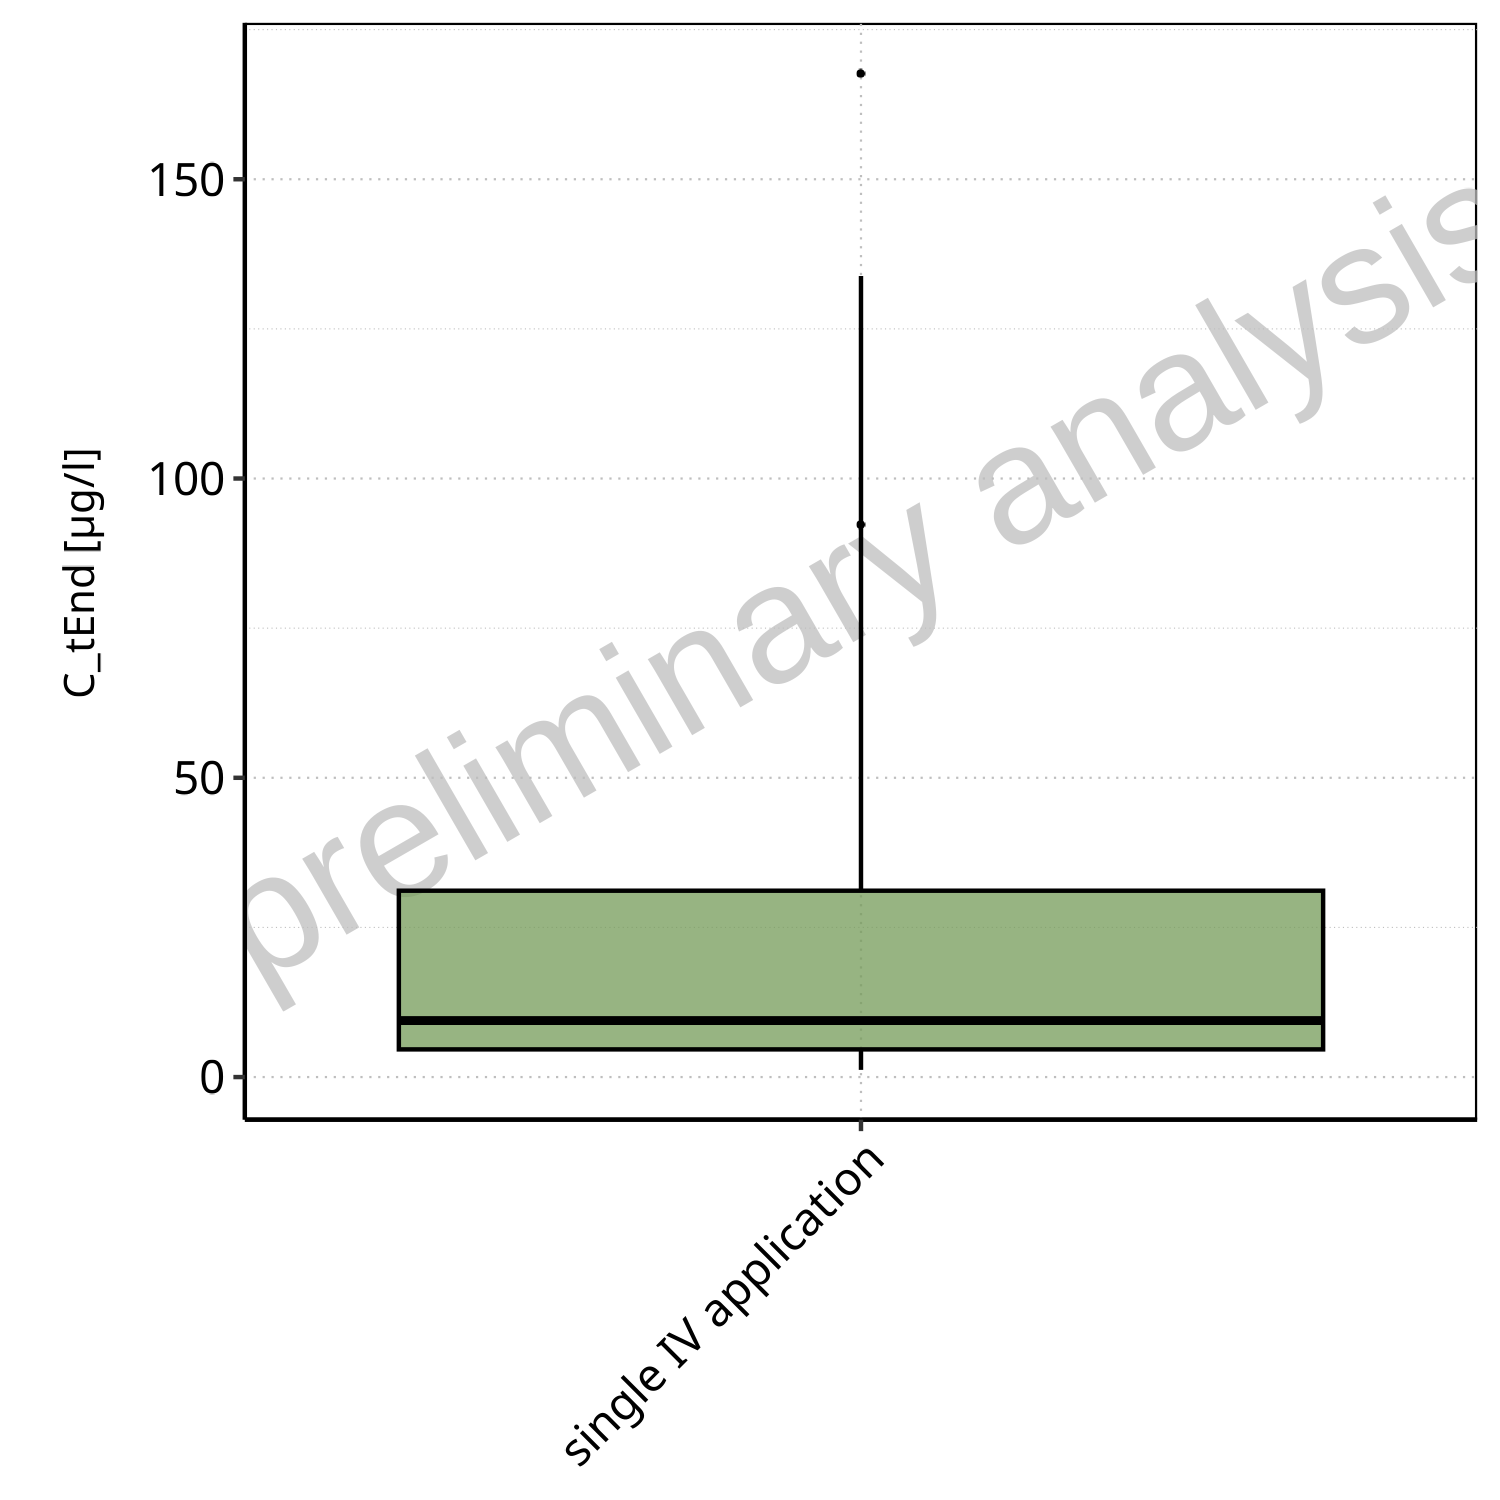 150
100
50
0
C_tEnd [µg/l]
preliminary analysis
single IV application